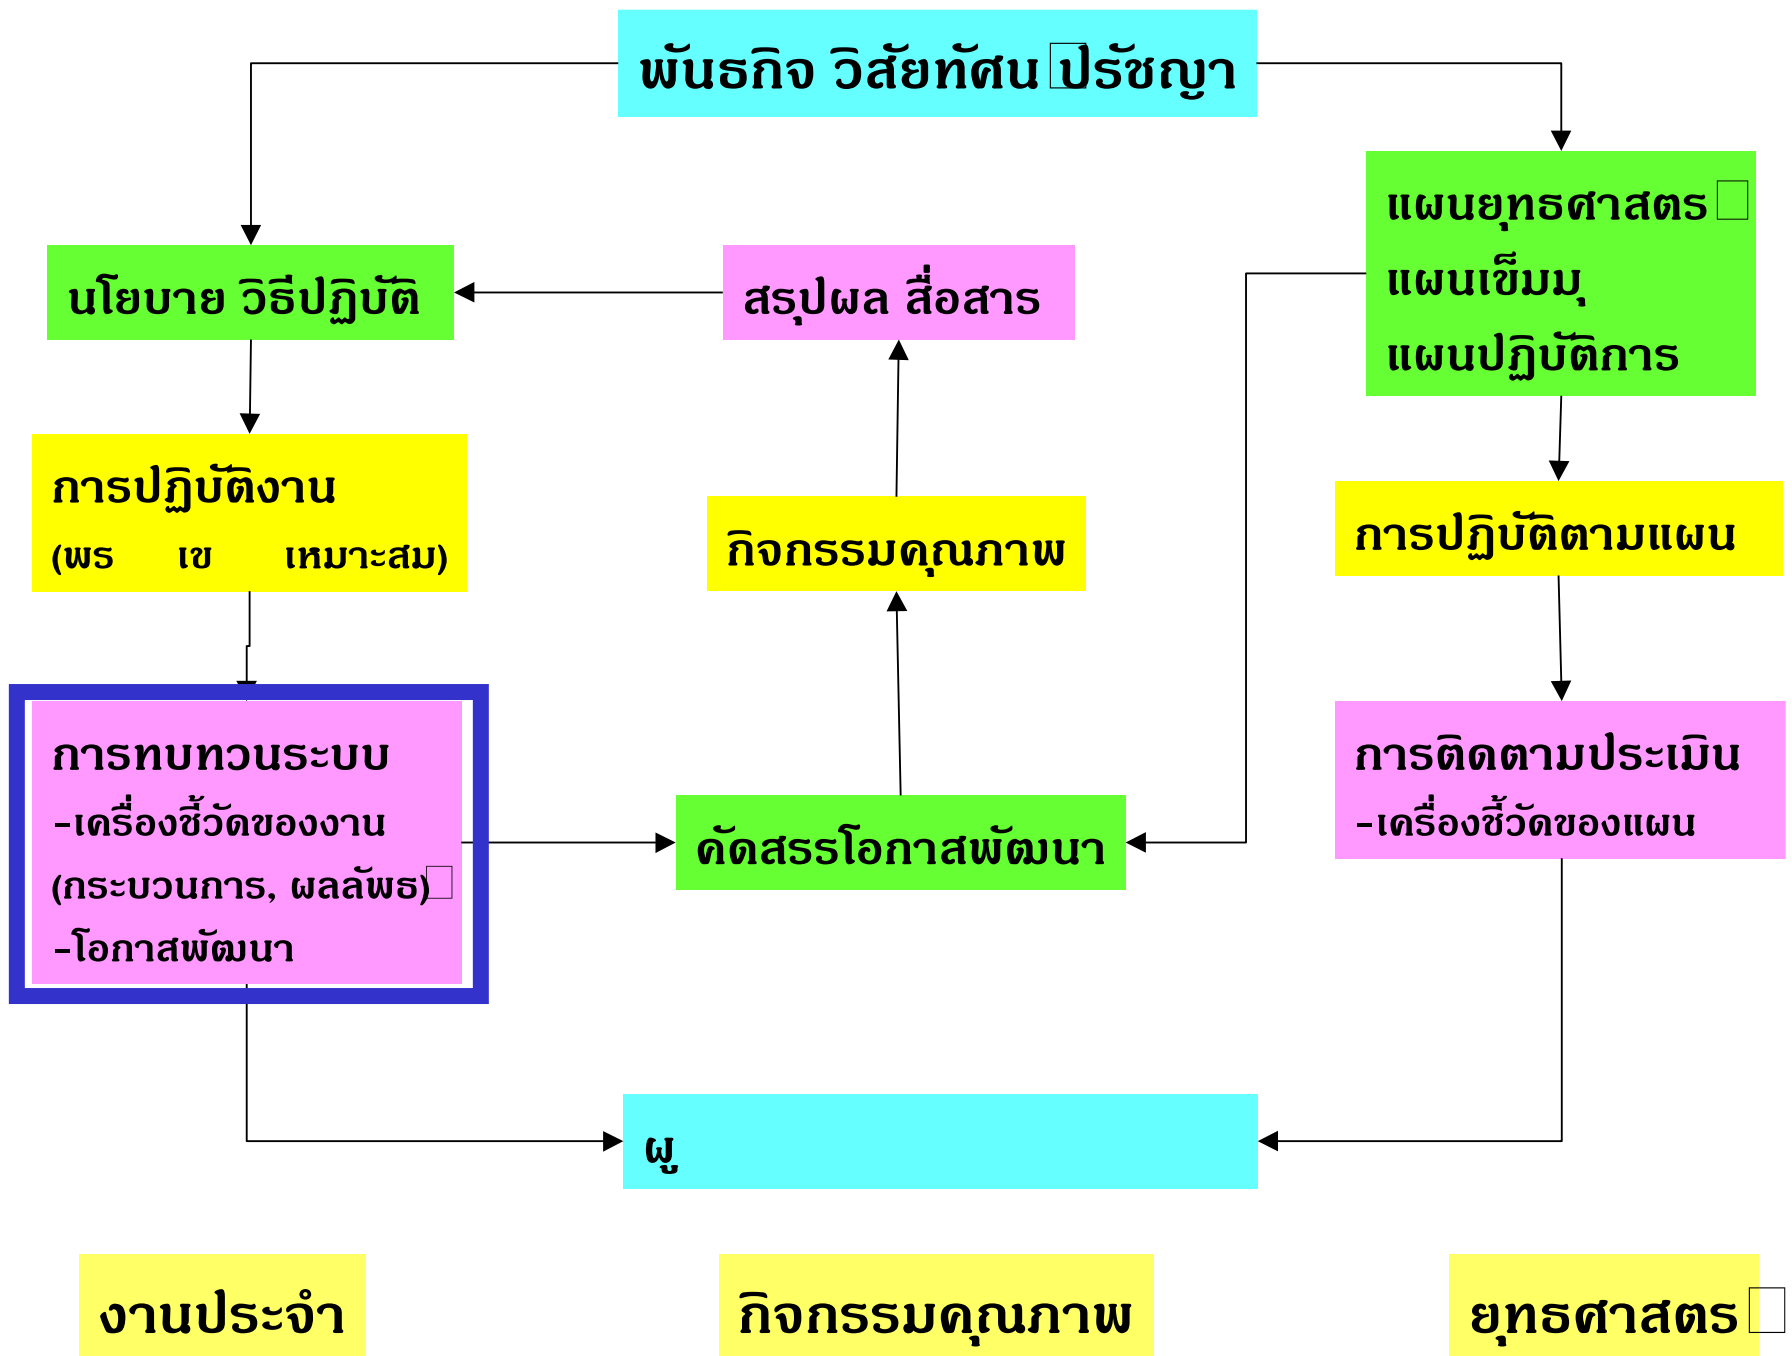 พันธกิจ วิสัยทัศน ปรัชญา
แผนยุทธศาสตร
แผนเข็มมุ
แผนปฏิบัติการ
นโยบาย วิธีปฏิบัติ
สรุปผล สื่อสาร
การปฏิบัติงาน
(พร เข เหมาะสม)
กิจกรรมคุณภาพ
การปฏิบัติตามแผน
การทบทวนระบบ
-เครื่องชี้วัดของงาน
(กระบวนการ, ผลลัพธ)
-โอกาสพัฒนา
คัดสรรโอกาสพัฒนา
การติดตามประเมิน
-เครื่องชี้วัดของแผน
ผู
งานประจำ
กิจกรรมคุณภาพ
ยุทธศาสตร